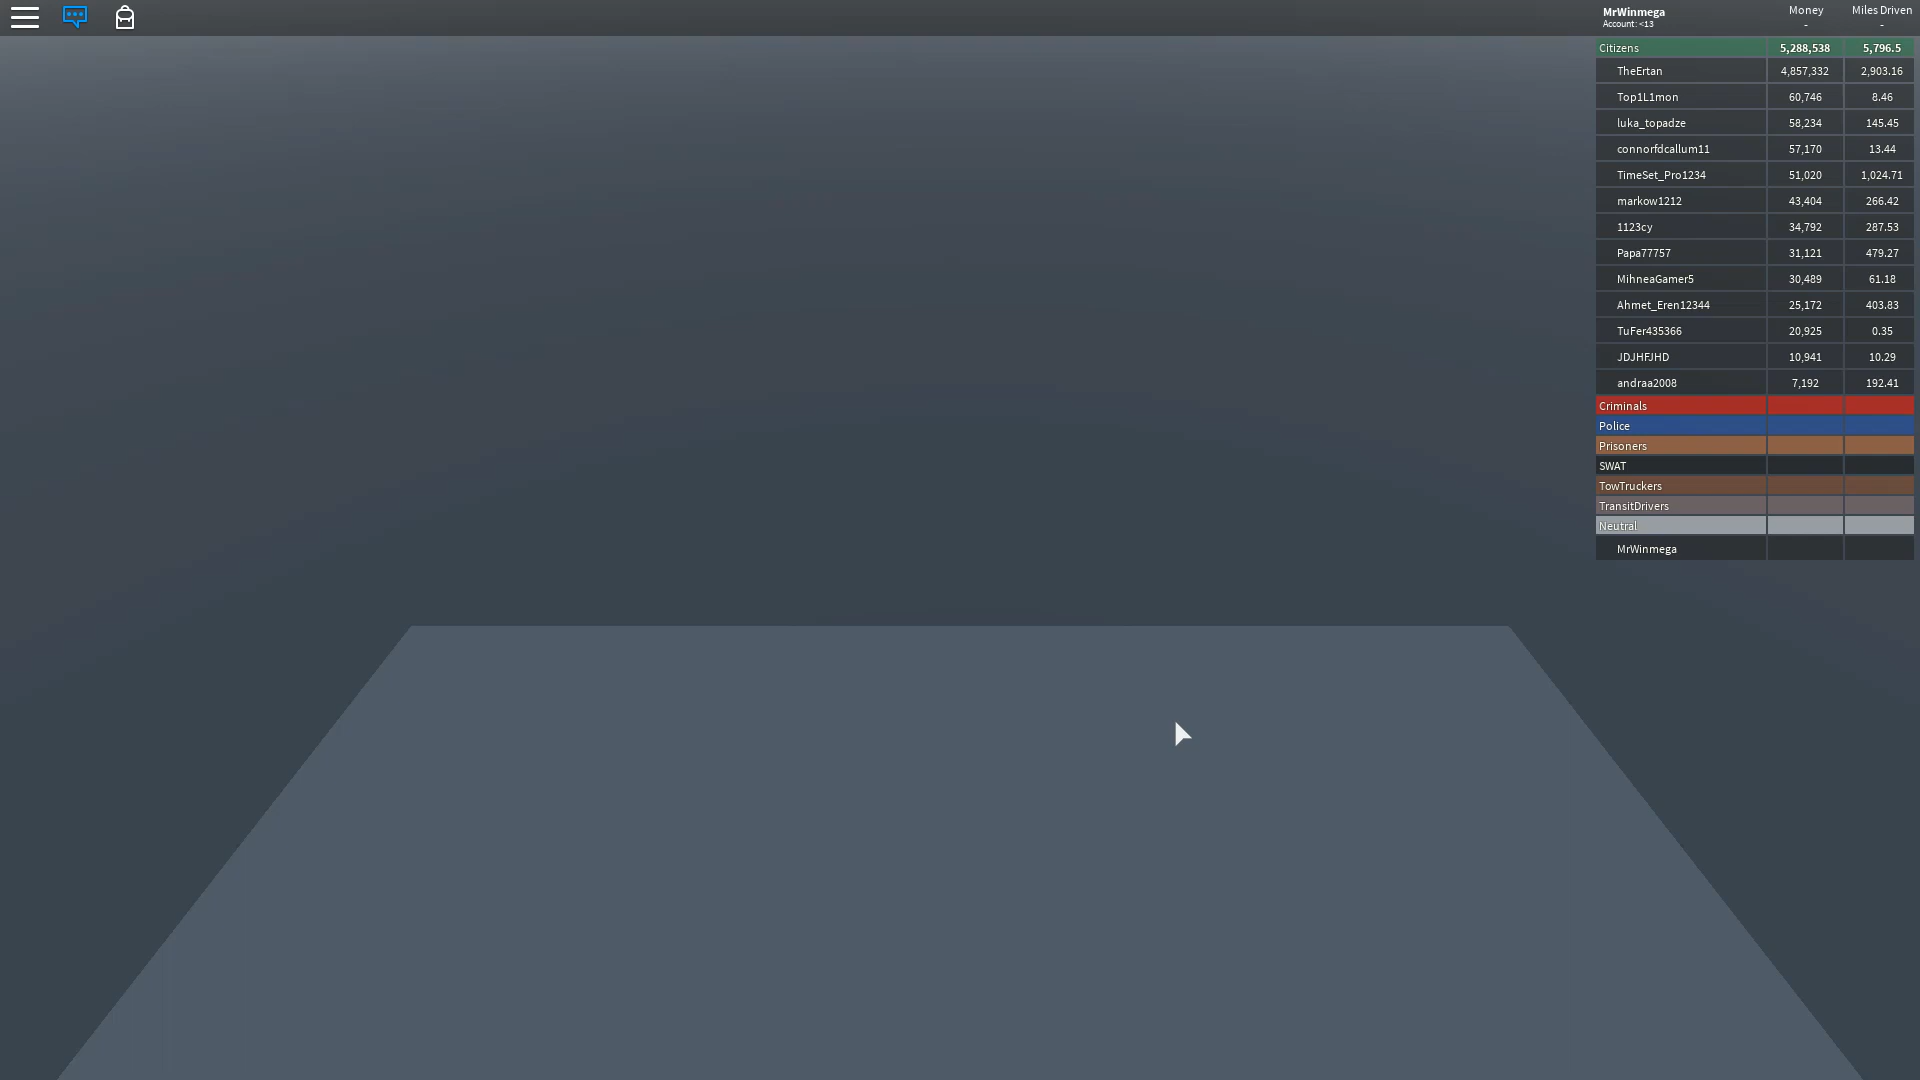 MrWinmega Money Miles Driven
Account: <13 - -
Citizens 5,288,538 5,796.5
TheErtan 4,857,332 2,903.16
Top1L1mon 60,746 8.46
luka_topadze 58,234 145.45
connorfdcallum11 57,170 13.44
TimeSet_Pro1234 51,020 1,024.71
markow1212 43,404 266.42
1123cy 34,792 287.53
Papa77757 31,121 479.27
MihneaGamer5 30,489 61.18
Ahmet_Eren12344 25,172 403.83
TuFer435366 20,925 0.35
JDJHFJHD 10,941 10.29
andraa2008 7,192 192.41
Criminals
Police
Prisoners
SWAT
TowTruckers
TransitDrivers
Neutral
MrWinmega